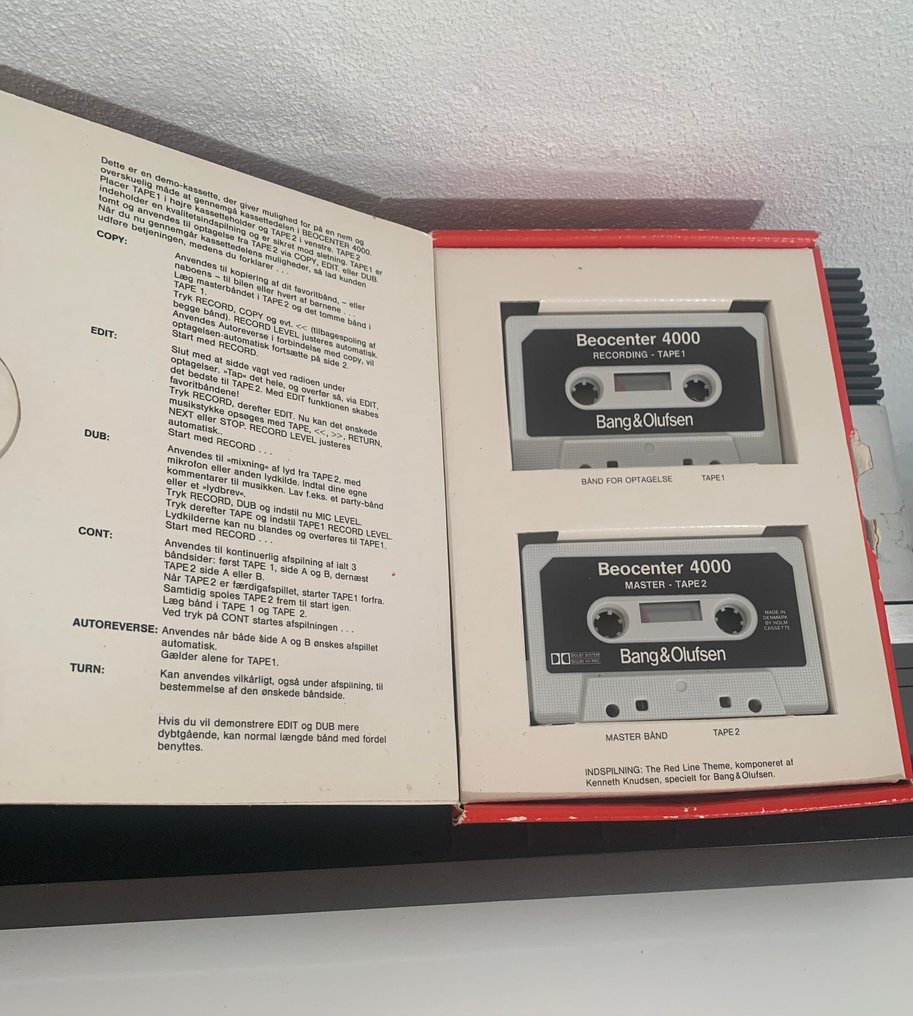 Dette er en demo-kassette, der giver mulighed for på en nem og
overskuelig måde at gennemgå kassettedelen i BEOCENTER 4000.
Placer TAPE1 i højre kassetteholder og TAPE2 i venstre. TAPE1 er
indeholder en kvalitetsindspilning og er sikret mod sletning. TAPE2
tomt og anvendes til optagelse fra TAPE2 via COPY, EDIT. eller DUB.
Når du nu gennemgår kassettedelens muligheder, så lad kunden
udføre betjeningen, medens du forklarer . . .
COPY:
Anvendes til kopiering af dit favoritbånd, – eller
naboens – til bilen eller hvert af børnene . . .
Læg masterbåndet i TAPE2 og det tomme bånd i
TAPE 1.
Tryk RECORD, COPY og evt. << (tilbagespoling af
begge bånd). RECORD LEVEL justeres automatisk.
Anvendes Autoreverse i forbindelse med copy, vil
optagelsen automatisk fortsætte på side 2.
Start med RECORD.
EDIT:
Slut med at sidde vagt ved radioen under
optagelser. »Tap« det hele, og overfør så, via EDIT,
det bedste til TAPE2. Med EDIT funktionen skabes
favoritbåndene!
Tryk RECORD, derefter EDIT. Nu kan det ønskede
musikstykke opsøges med TAPE, <<, >>, RETURN,
NEXT eller STOP. RECORD LEVEL justeres
automatisk..
Start med RECORD . . .
DUB:
Anvendes til »mixning« af lyd fra TAPE2, med
mikrofon eller anden lydkilde. Indtal dine egne
kommentarer til musikken. Lav f.eks. et party-bånd
eller et »lydbrev«.
Tryk RECORD, DUB og indstil nu MIC LEVEL.
Tryk derefter TAPE og indstil TAPE1 RECORD LEVEL.
Lydkilderne kan nu blandes og overføres til TAPE1.
Start med RECORD . . .
CONT:
Anvendes til kontinuerlig afspilning af ialt 3
båndsider: først TAPE 1, side A og B, dernæst
TAPE2 side A eller B.
Når TAPE2 er færdigafspillet, starter TAPE1 forfra.
Samtidig spoles TAPE2 frem til start igen.
Læg bånd i TAPE 1 og TAPE 2.
Ved tryk på CONT startes afspilningen . . .
AUTOREVERSE: Anvendes når både side A og B ønskes afspillet
automatisk.
Gælder alene for TAPE1.
TURN:
Kan anvendes vilkårligt, også under afspilning, til
bestemmelse af den ønskede båndside.
Hvis du vil demonstrere EDIT og DUB mere
dybtgående, kan normal længde bånd med fordel
benyttes.
Beocenter 4000
RECORDING - TAPE1
Bang&Olufsen
BÅND FOR OPTAGELSE TAPE1
Beocenter 4000
MASTER - TAPE2
MADE IN
DENMARK
BY HOLM
CASSETTE
DOLBY SYSTEM
DOLBY HX PRO
Bang&Olufsen
MASTER BÅND TAPE2
INDSPILNING: The Red Line Theme, komponeret af
Kenneth Knudsen, specielt for Bang&Olufsen.